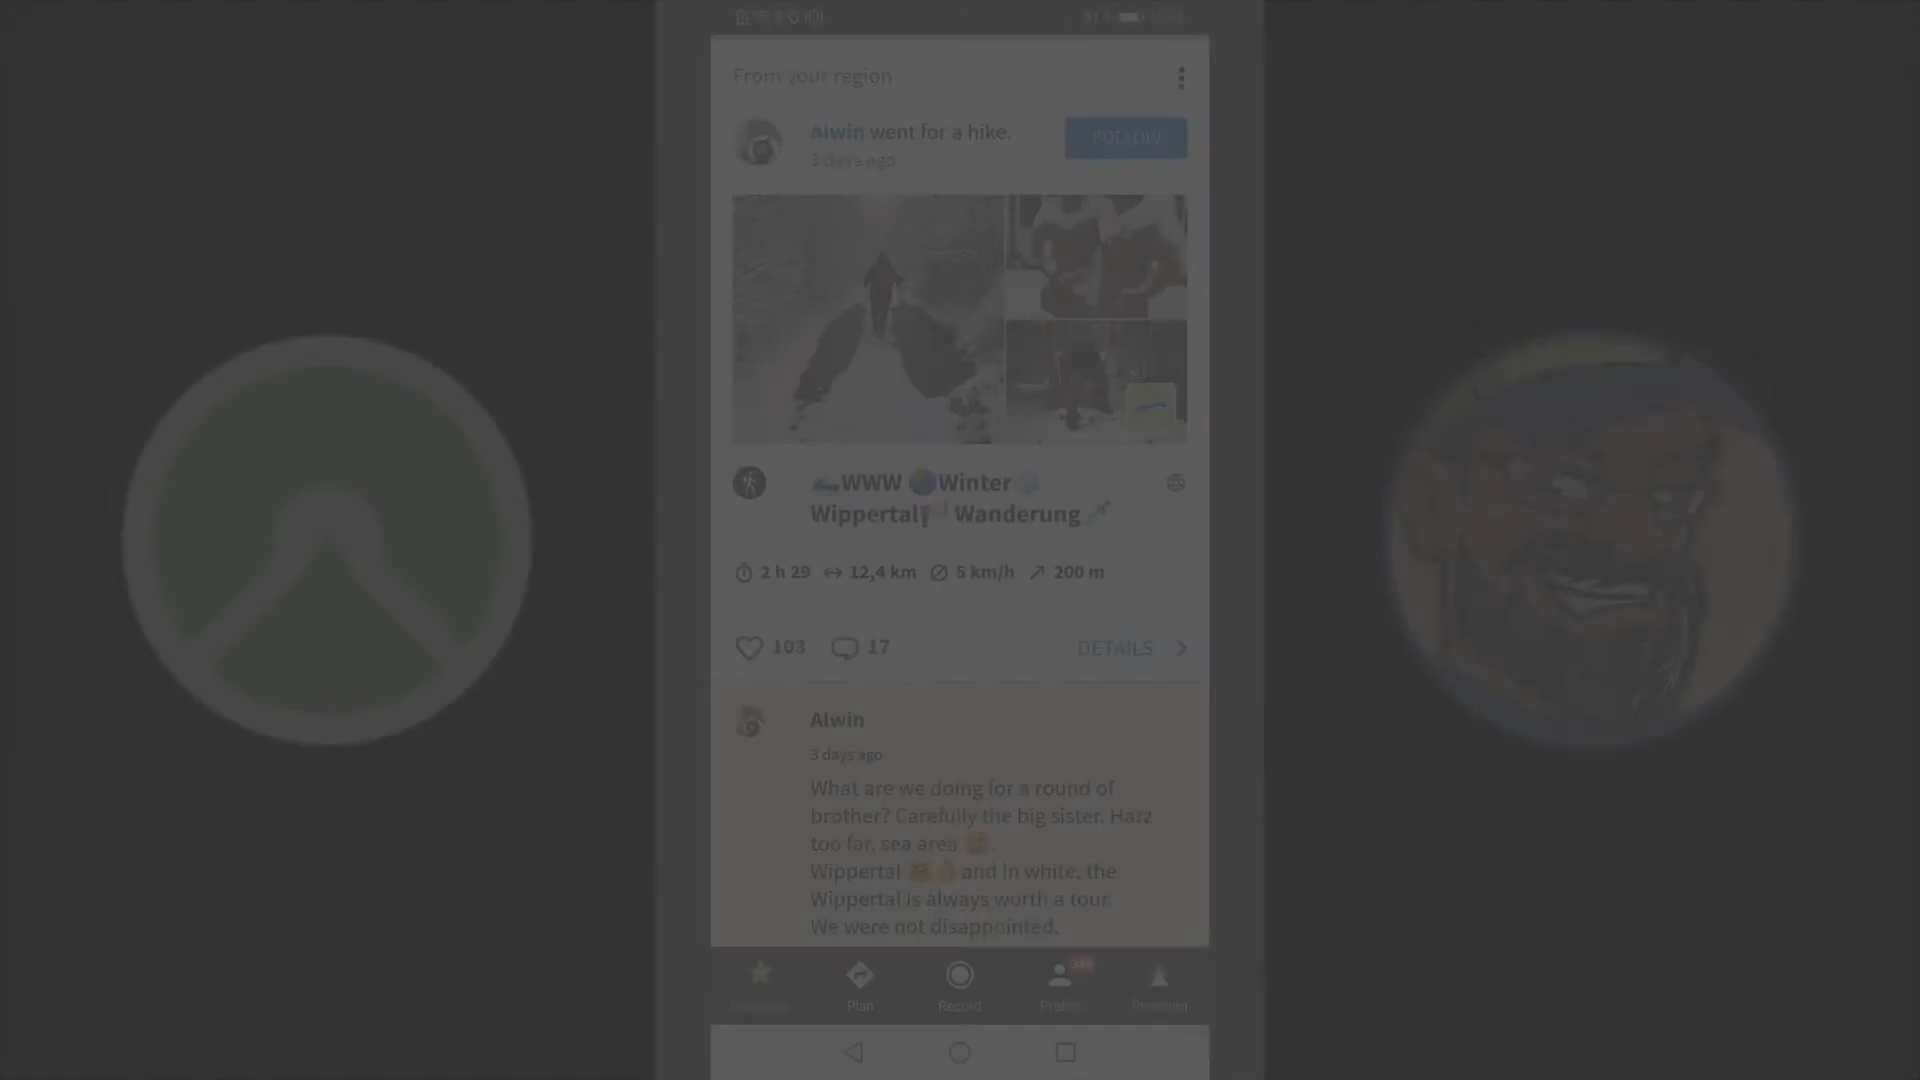 From your region
Alwin went for a hike.
FOLLOW
3 days ago
WWW Winter
Wippertal Wanderung
2 h 29 12,4 km 5 km/h 200 m
103 17 DETAILS
Alwin
3 days ago
What are we doing for a round of
brother? Carefully the big sister. Harz
too far, sea area .
Wippertal and in white, the
Wippertal is always worth a tour.
We were not disappointed.
Plan Record Profile Premium